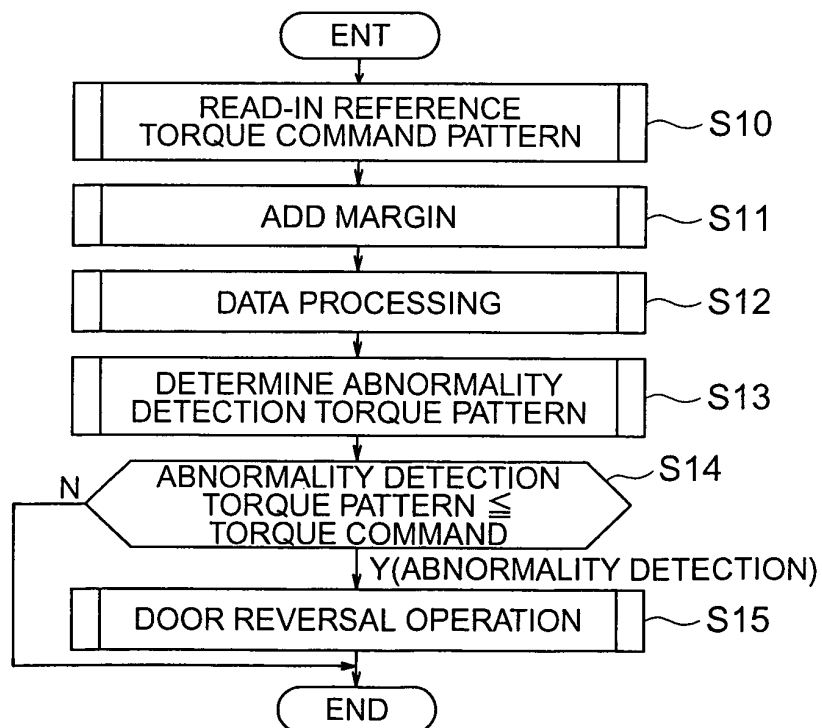 ENT
READ-IN REFERENCE
TORQUE COMMAND PATTERN
S10
ADD MARGIN
S11
DATA PROCESSING
S12
DETERMINE ABNORMALITY
DETECTION TORQUE PATTERN
S13
ABNORMALITY DETECTION
TORQUE PATTERN ≦
TORQUE COMMAND
S14
N
Y(ABNORMALITY DETECTION)
DOOR REVERSAL OPERATION
S15
END